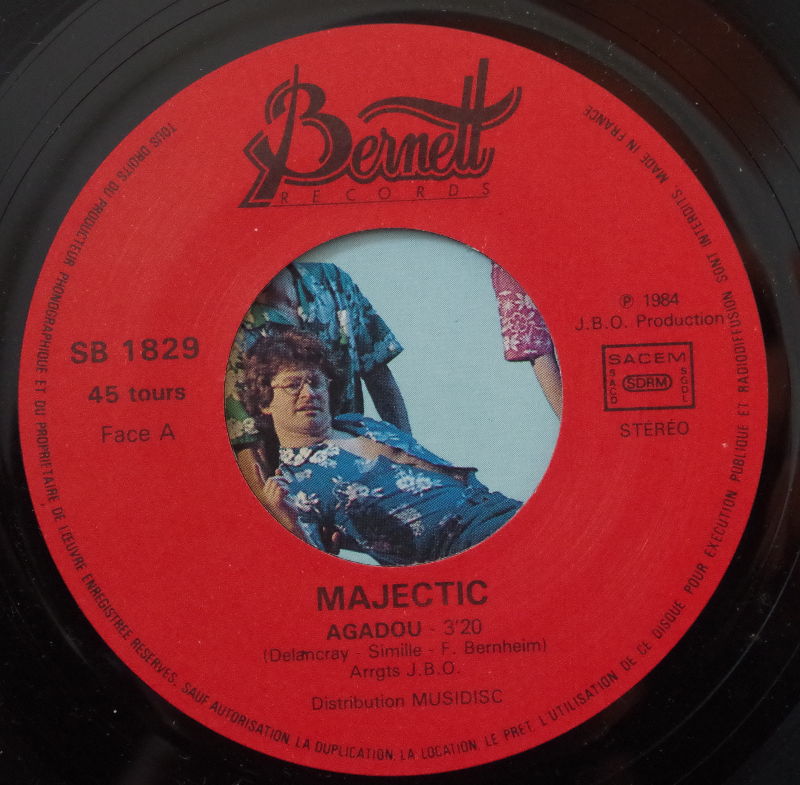 Bernett
RECORDS
SB 1829
45 tours
Face A
℗ 1984
J.B.O. Production
SACEM
SACD
SDRM
SGDL
STÉRÉO
MAJECTIC
AGADOU - 3'20
(Delancray - Simille - F. Bernheim)
Arrgts J.B.O.
Distribution MUSIDISC
TOUS DROITS DU PRODUCTEUR PHONOGRAPHIQUE ET DU PROPRIETAIRE DE L'ŒUVRE ENREGISTREE RESERVES. SAUF AUTORISATION, LA DUPLICATION, LA LOCATION, LE PRET, L'UTILISATION DE CE DISQUE POUR EXECUTION PUBLIQUE ET RADIODIFFUSION SONT INTERDITS. MADE IN FRANCE